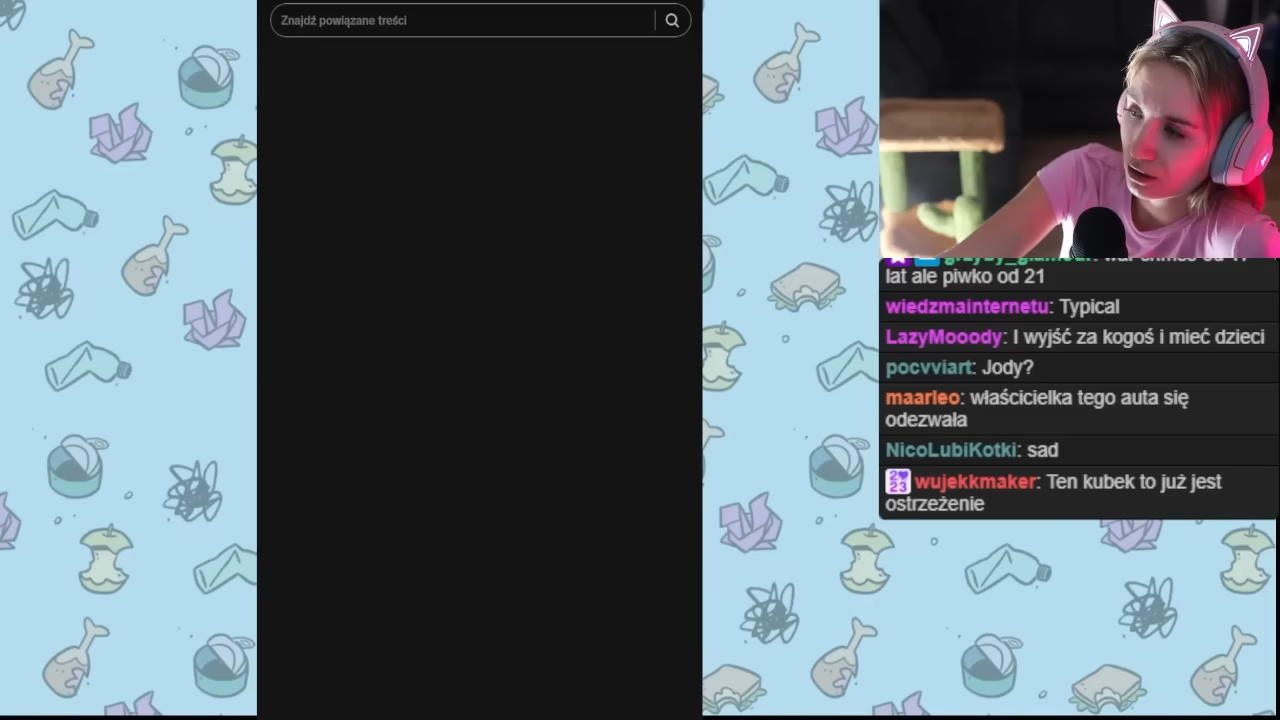 Znajdź powiązane treści
lat ale piwko od 21
wiedzmainternetu: Typical
LazyMooody: I wyjść za kogoś i mieć dzieci
pocvviart: Jody?
maarleo: właścicielka tego auta się
odezwała
NicoLubiKotki: sad
wujekkmaker: Ten kubek to już jest
ostrzeżenie